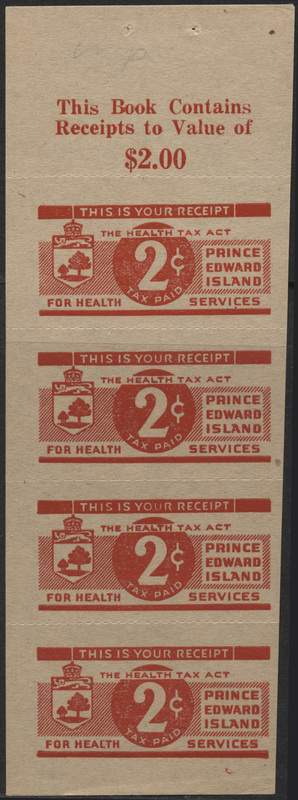 This Book Contains
Receipts to Value of
$2.00
THIS IS YOUR RECEIPT
THE HEALTH TAX ACT
2¢
TAX PAID
PRINCE
EDWARD
ISLAND
FOR HEALTH SERVICES
THIS IS YOUR RECEIPT
THE HEALTH TAX ACT
2¢
TAX PAID
PRINCE
EDWARD
ISLAND
FOR HEALTH SERVICES
THIS IS YOUR RECEIPT
THE HEALTH TAX ACT
2¢
TAX PAID
PRINCE
EDWARD
ISLAND
FOR HEALTH SERVICES
THIS IS YOUR RECEIPT
THE HEALTH TAX ACT
2¢
TAX PAID
PRINCE
EDWARD
ISLAND
FOR HEALTH SERVICES